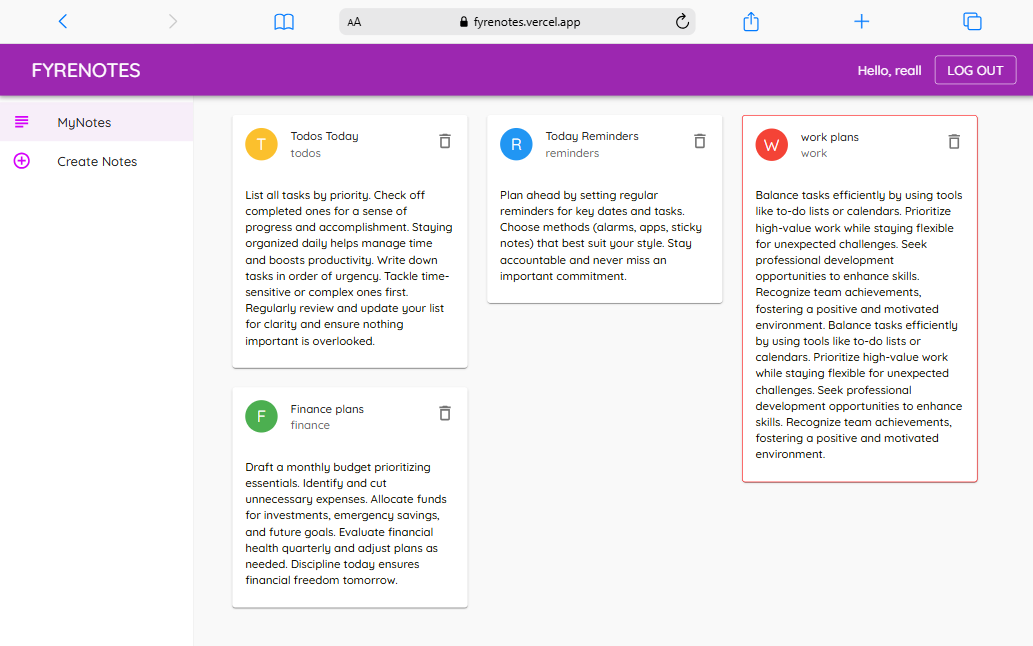 AA
fyrenotes.vercel.app
FYRENOTES
Hello, reall
LOG OUT
MyNotes
Create Notes
T
Todos Today
todos
List all tasks by priority. Check off
completed ones for a sense of
progress and accomplishment. Staying
organized daily helps manage time
and boosts productivity. Write down
tasks in order of urgency. Tackle time-
sensitive or complex ones first.
Regularly review and update your list
for clarity and ensure nothing
important is overlooked.
F
Finance plans
finance
Draft a monthly budget prioritizing
essentials. Identify and cut
unnecessary expenses. Allocate funds
for investments, emergency savings,
and future goals. Evaluate financial
health quarterly and adjust plans as
needed. Discipline today ensures
financial freedom tomorrow.
R
Today Reminders
reminders
Plan ahead by setting regular
reminders for key dates and tasks.
Choose methods (alarms, apps, sticky
notes) that best suit your style. Stay
accountable and never miss an
important commitment.
W
work plans
work
Balance tasks efficiently by using tools
like to-do lists or calendars. Prioritize
high-value work while staying flexible
for unexpected challenges. Seek
professional development
opportunities to enhance skills.
Recognize team achievements,
fostering a positive and motivated
environment. Balance tasks efficiently
by using tools like to-do lists or
calendars. Prioritize high-value work
while staying flexible for unexpected
challenges. Seek professional
development opportunities to enhance
skills. Recognize team achievements,
fostering a positive and motivated
environment.